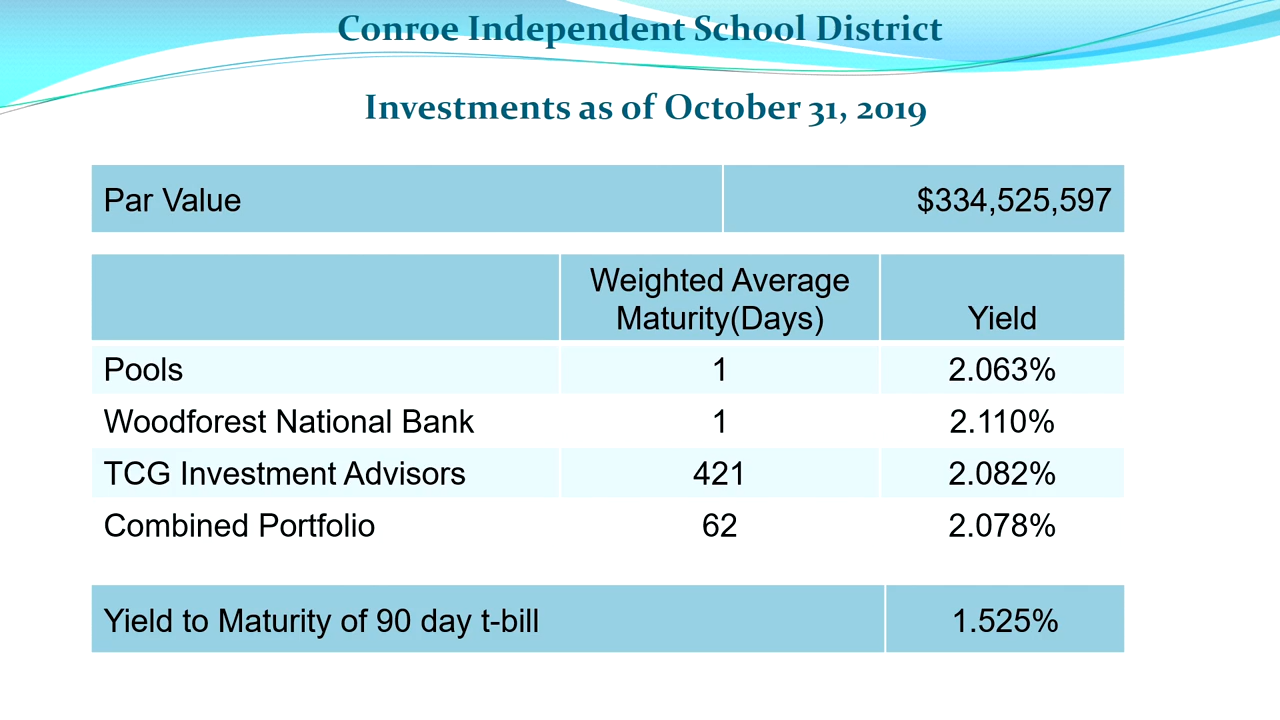 Conroe Independent School District
Investments as of October 31, 2019
Par Value $334,525,597
Weighted Average
Maturity(Days) Yield
Pools 1 2.063%
Woodforest National Bank 1 2.110%
TCG Investment Advisors 421 2.082%
Combined Portfolio 62 2.078%
Yield to Maturity of 90 day t-bill 1.525%